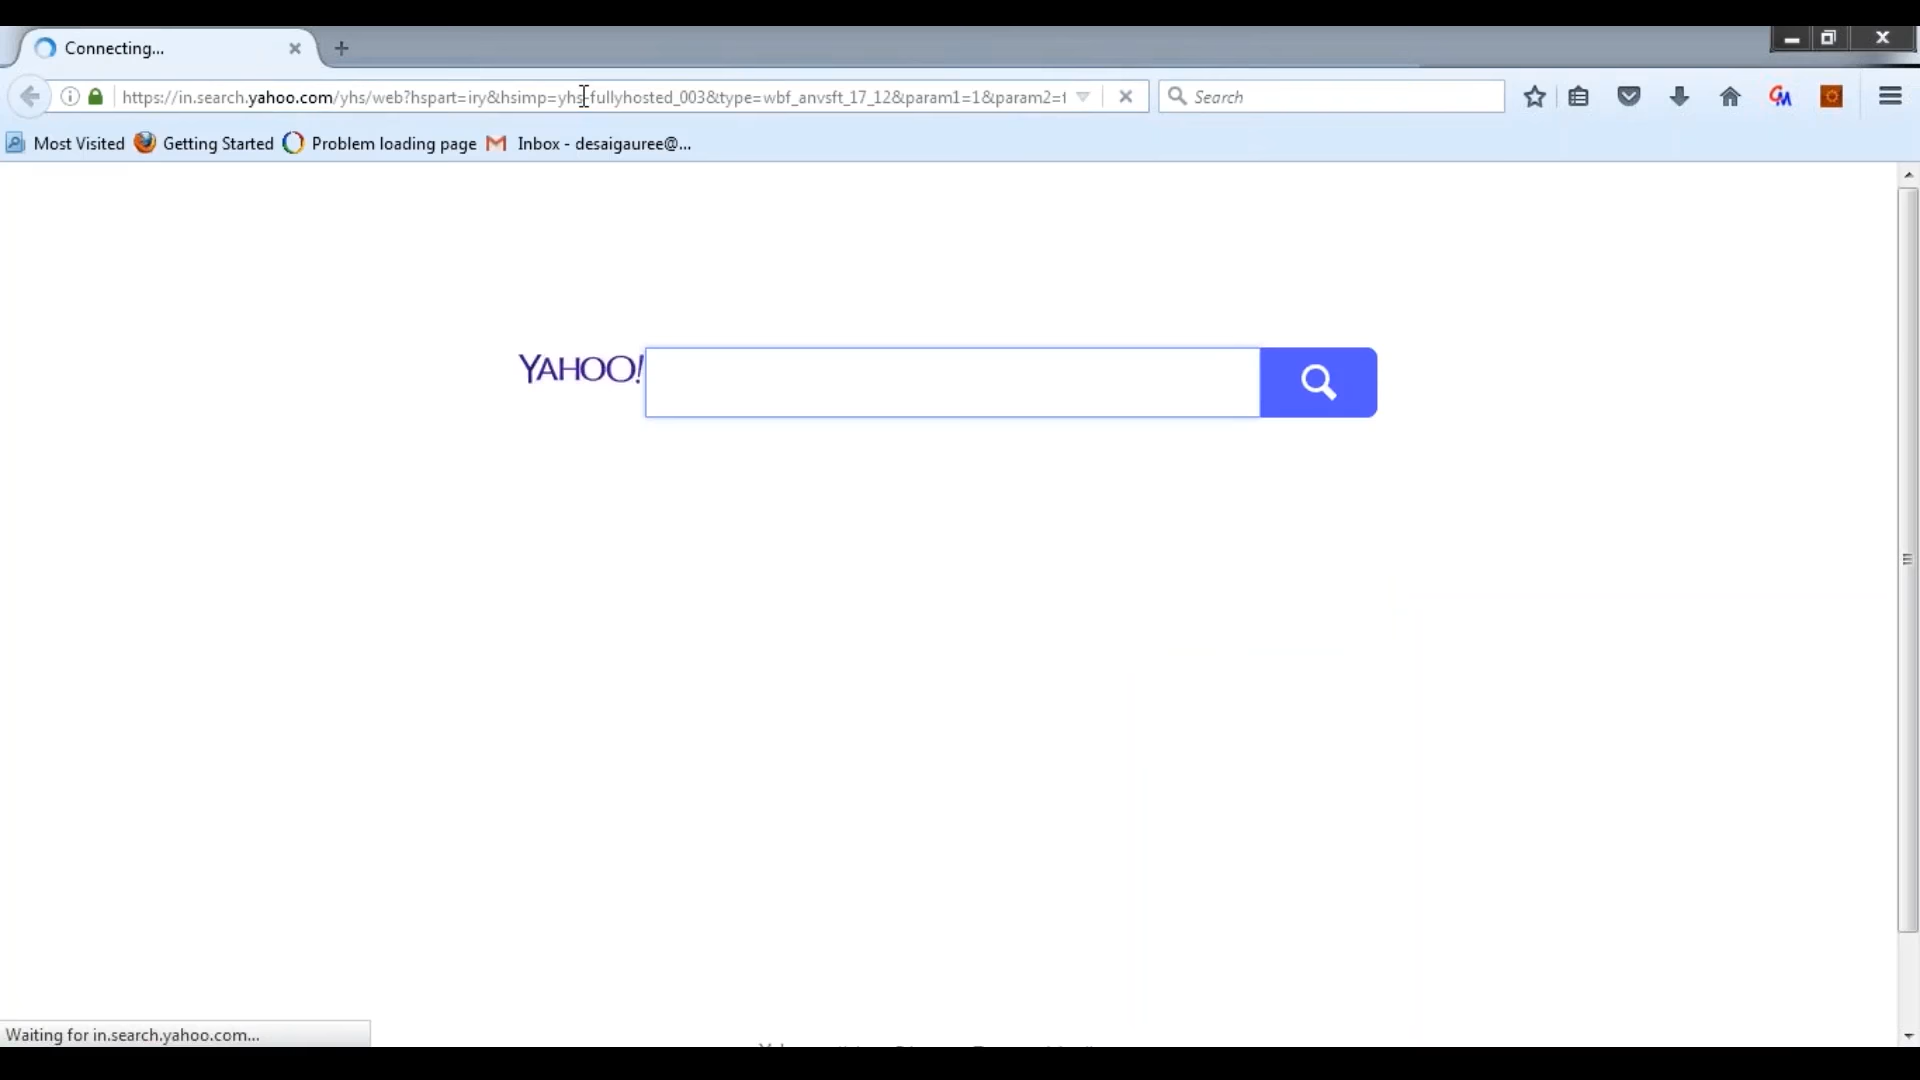 Connecting...
https://in.search.yahoo.com/yhs/web?hspart=iry&hsimp=yhs-fullyhosted_003&type=wbf_anvsft_17_12&param1=1&param2=f
Search
Most Visited
Getting Started
Problem loading page
Inbox - desaigauree@...
YAHOO!
Waiting for in.search.yahoo.com...